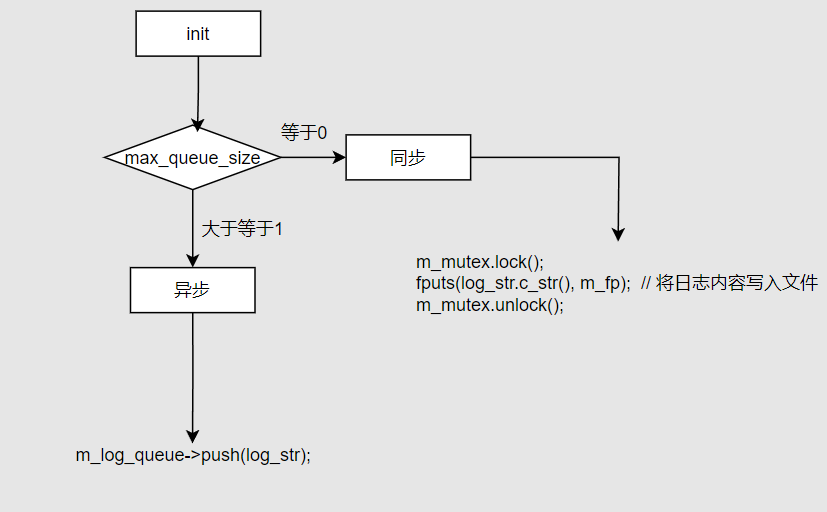 init
等于0
max_queue_size
同步
大于等于1
m_mutex.lock();
fputs(log_str.c_str(), m_fp);  // 将日志内容写入文件
m_mutex.unlock();
异步
m_log_queue->push(log_str);